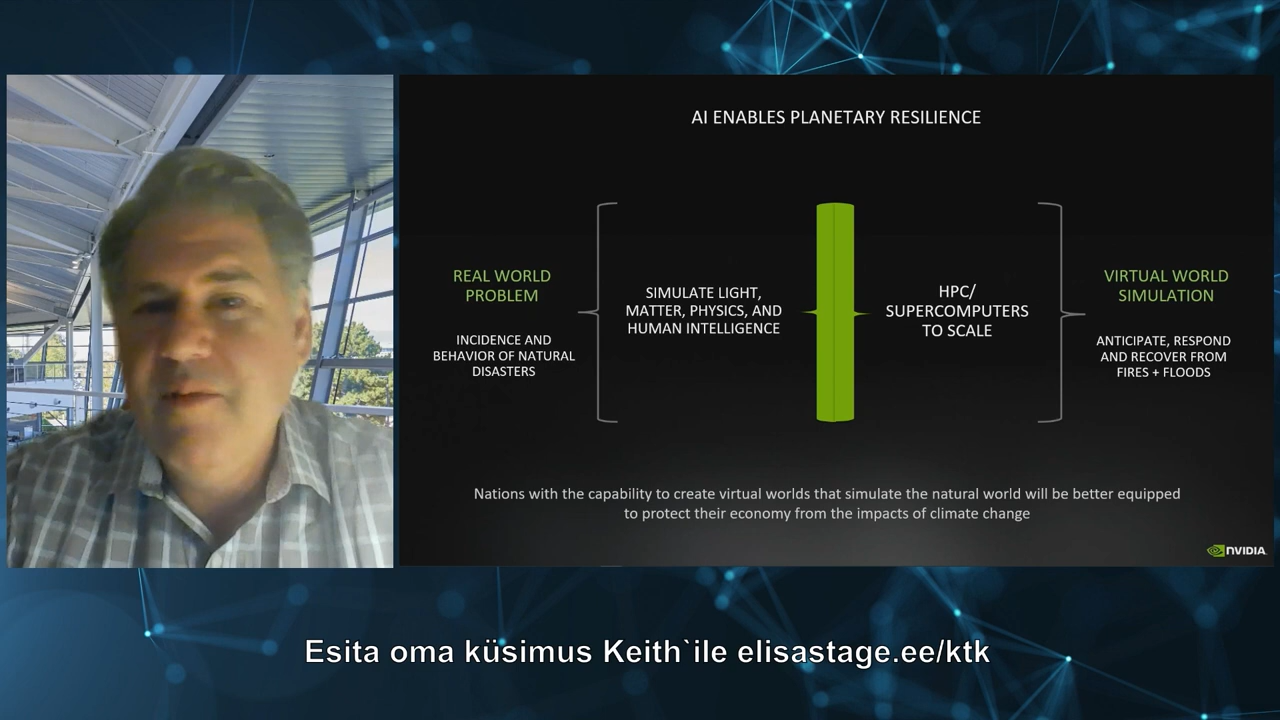 AI ENABLES PLANETARY RESILIENCE
REAL WORLD
PROBLEM
INCIDENCE AND
BEHAVIOR OF NATURAL
DISASTERS
SIMULATE LIGHT,
MATTER, PHYSICS, AND
HUMAN INTELLIGENCE
HPC/
SUPERCOMPUTERS
TO SCALE
VIRTUAL WORLD
SIMULATION
ANTICIPATE, RESPOND
AND RECOVER FROM
FIRES + FLOODS
Nations with the capability to create virtual worlds that simulate the natural world will be better equipped
to protect their economy from the impacts of climate change
NVIDIA
Esita oma küsimus Keith`ile elisastage.ee/ktk